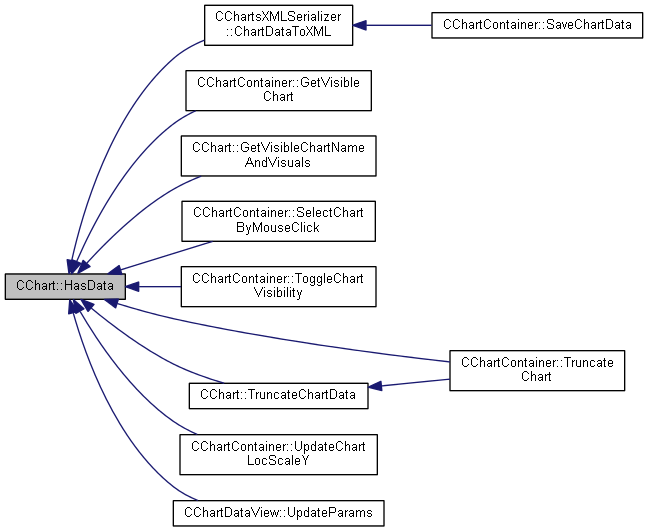 CChartsXMLSerializer
::ChartDataToXML
CChartContainer::SaveChartData
CChartContainer::GetVisible
Chart
CChart::GetVisibleChartName
AndVisuals
CChartContainer::SelectChart
ByMouseClick
CChart::HasData
CChartContainer::ToggleChart
Visibility
CChartContainer::Truncate
Chart
CChart::TruncateChartData
CChartContainer::UpdateChart
LocScaleY
CChartDataView::UpdateParams